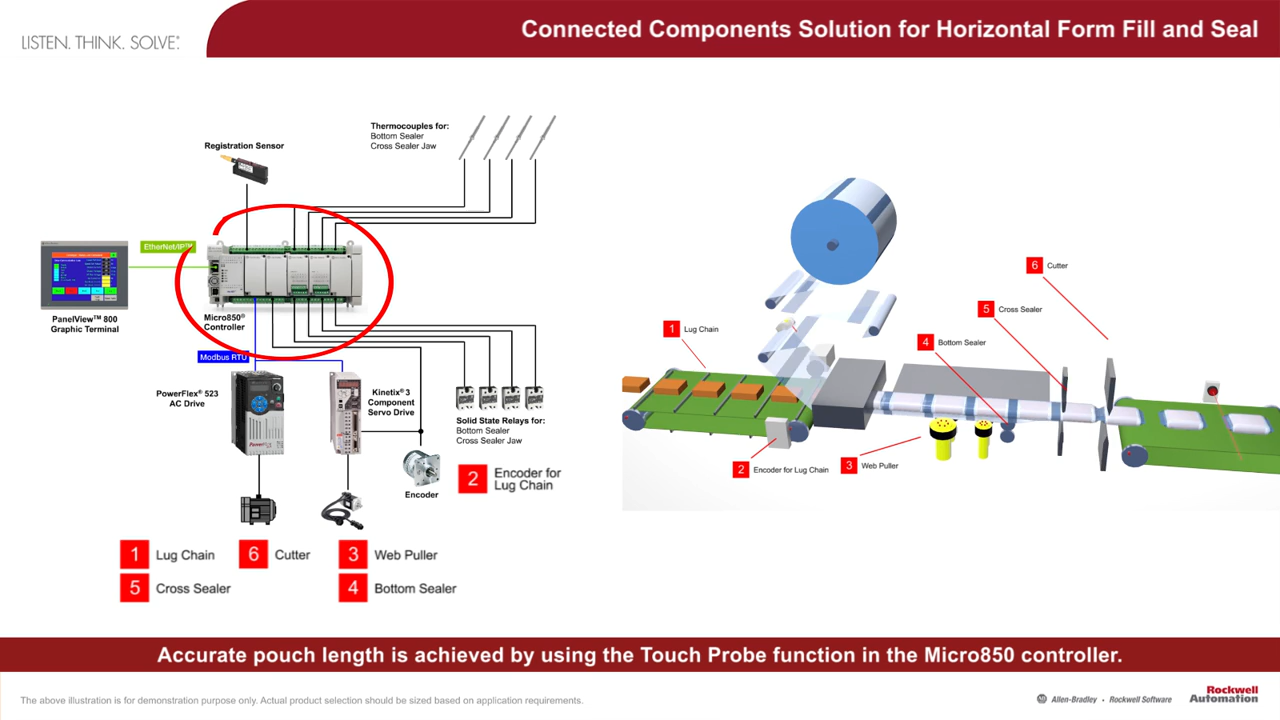 LISTEN. THINK. SOLVE.®
Connected Components Solution for Horizontal Form Fill and Seal
Thermocouples for:
Bottom Sealer
Cross Sealer Jaw
Registration Sensor
EtherNet/IP™
PanelView™ 800
Graphic Terminal
Micro850®
Controller
Modbus RTU
PowerFlex® 523
AC Drive
Kinetix® 3
Component
Servo Drive
Solid State Relays for:
Bottom Sealer
Cross Sealer Jaw
Encoder
2 Encoder for
Lug Chain
1 Lug Chain
6 Cutter
3 Web Puller
5 Cross Sealer
4 Bottom Sealer
6 Cutter
5 Cross Sealer
1 Lug Chain
4 Bottom Sealer
2 Encoder for Lug Chain
3 Web Puller
Accurate pouch length is achieved by using the Touch Probe function in the Micro850 controller.
The above illustration is for demonstration purpose only. Actual product selection should be sized based on application requirements.
AB Allen-Bradley • Rockwell Software
Rockwell
Automation